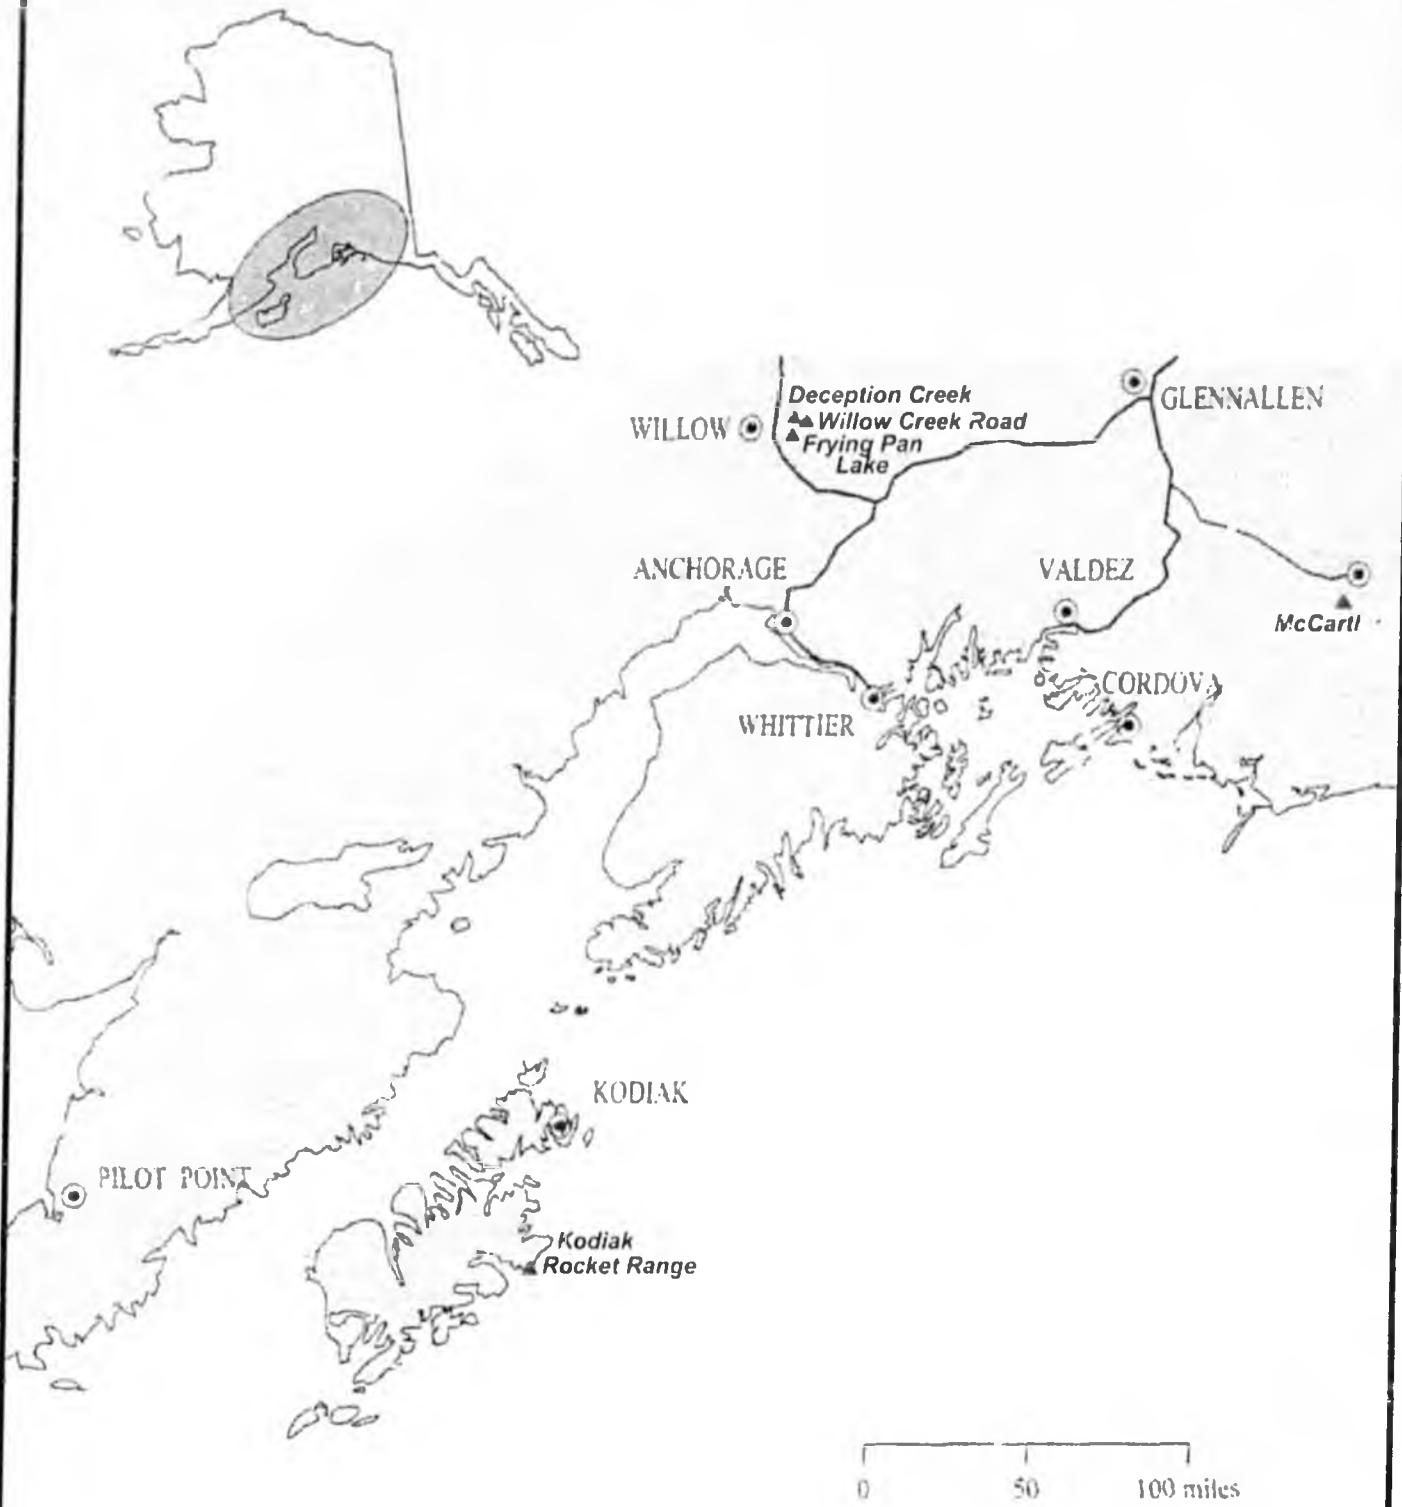 Deception Creek
GLENNALLEN
WILLOW
Willow Creek Road
Frying Pan
Lake
ANCHORAGE
VALDEZ
McCart
CORDOVA
WHITTIER
KODIAK
PILOT POINT
Kodiak
Rocket Range
0 50 100 miles